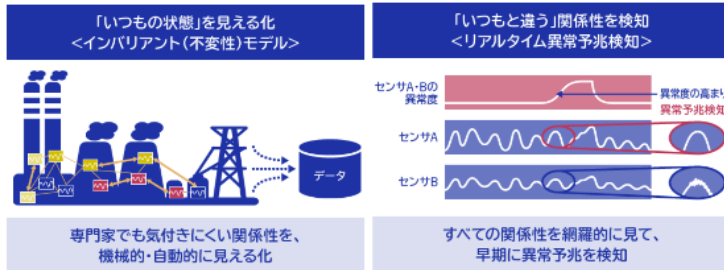 「いつもの状態」を見える化
<インバリアント(不変性)モデル>
データ
専門家でも気付きにくい関係性を、
機械的・自動的に見える化
「いつもと違う」関係性を検知
<リアルタイム異常予兆検知>
センサA・Bの
異常度
異常度の高まり
異常予兆検知
センサA
センサB
すべての関係性を網羅的に見て、
早期に異常予兆を検知